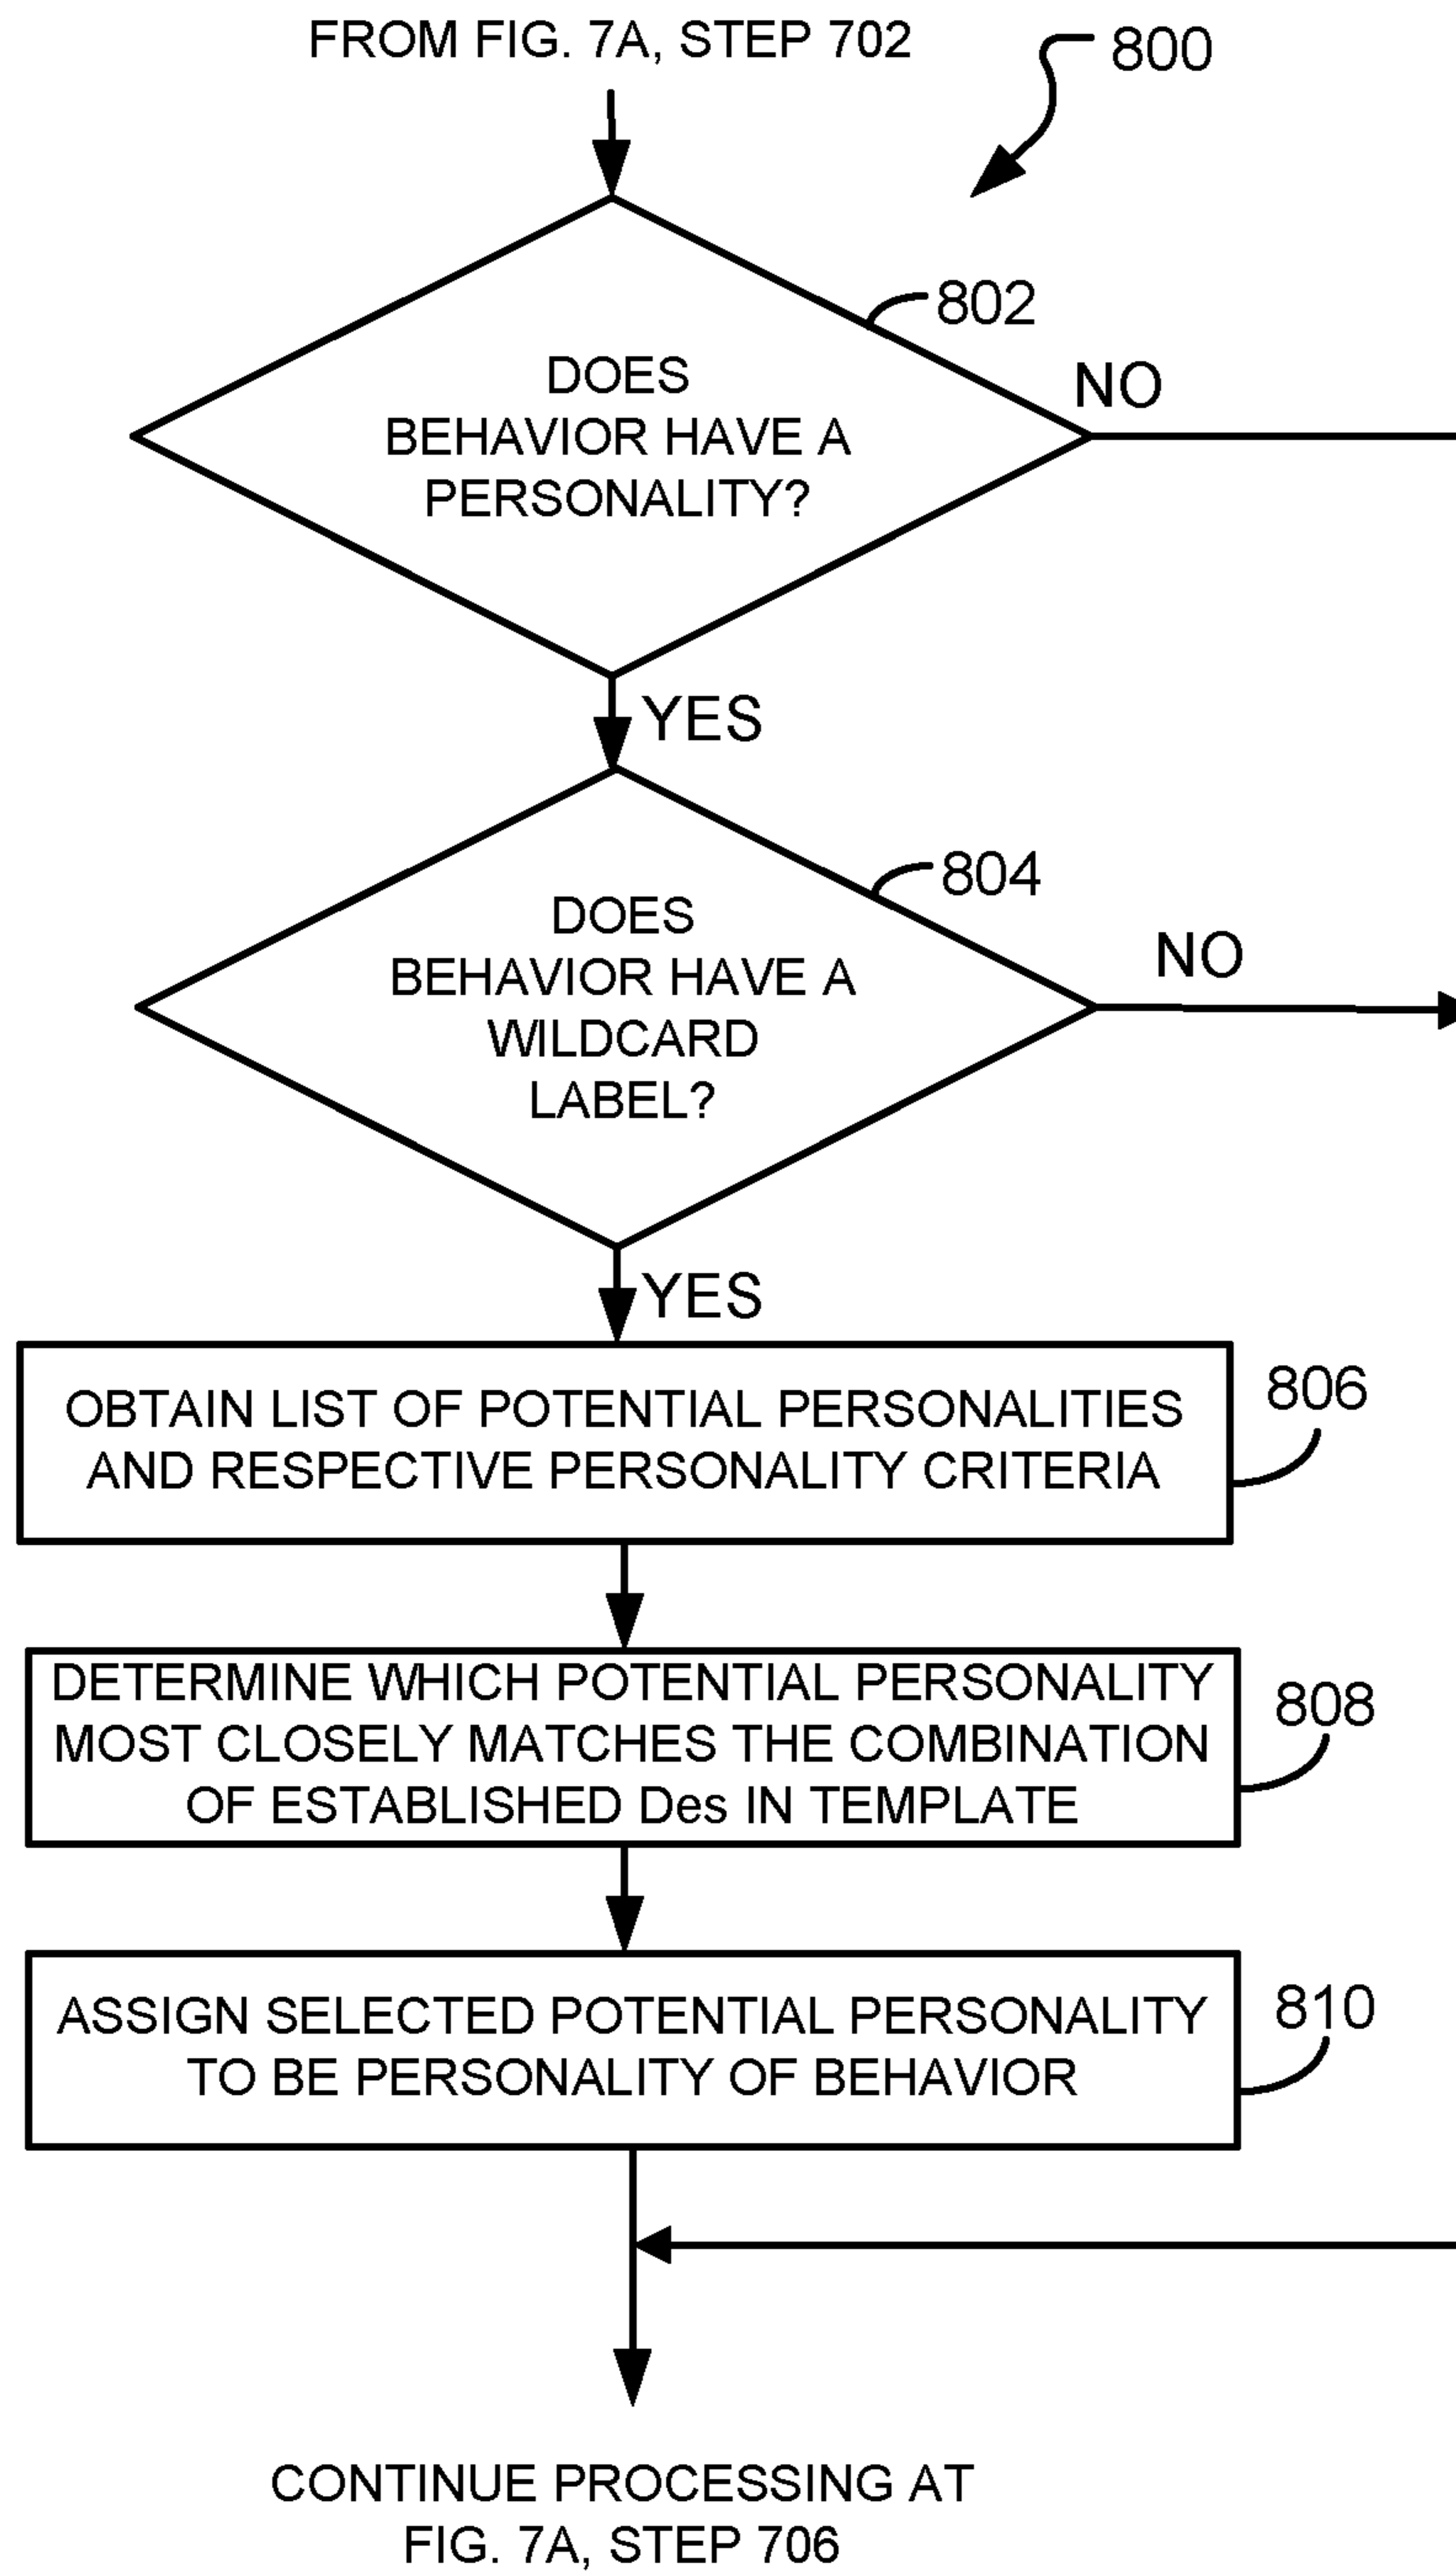 FROM FIG. 7A, STEP 702
800
802
DOES
BEHAVIOR HAVE A
PERSONALITY?
NO
YES
804
DOES
BEHAVIOR HAVE A
WILDCARD
LABEL?
NO
YES
OBTAIN LIST OF POTENTIAL PERSONALITIES
AND RESPECTIVE PERSONALITY CRITERIA
806
DETERMINE WHICH POTENTIAL PERSONALITY
MOST CLOSELY MATCHES THE COMBINATION
OF ESTABLISHED Des IN TEMPLATE
808
ASSIGN SELECTED POTENTIAL PERSONALITY
TO BE PERSONALITY OF BEHAVIOR
810
CONTINUE PROCESSING AT
FIG. 7A, STEP 706